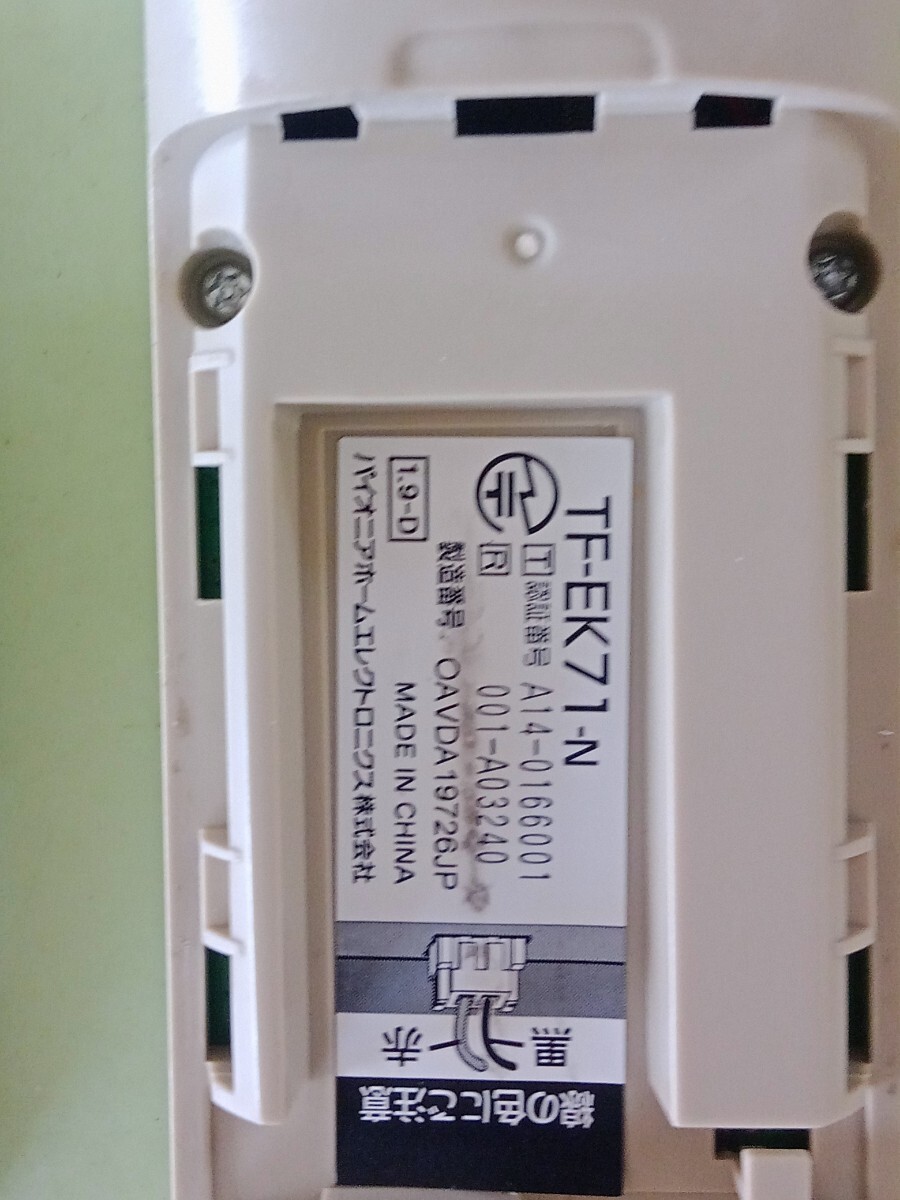 TF-EK71-N
T 認証番号 A14-0166001
R 001-A03240
製造番号 OAVDA19726JP
1.9-D MADE IN CHINA
パイオニアホームエレクトロニクス株式会社
黒
赤
線の色にご注意